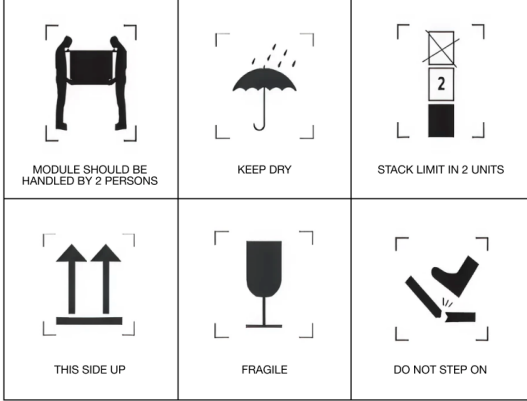 MODULE SHOULD BE
HANDLED BY 2 PERSONS
KEEP DRY
2
STACK LIMIT IN 2 UNITS
THIS SIDE UP
FRAGILE
DO NOT STEP ON